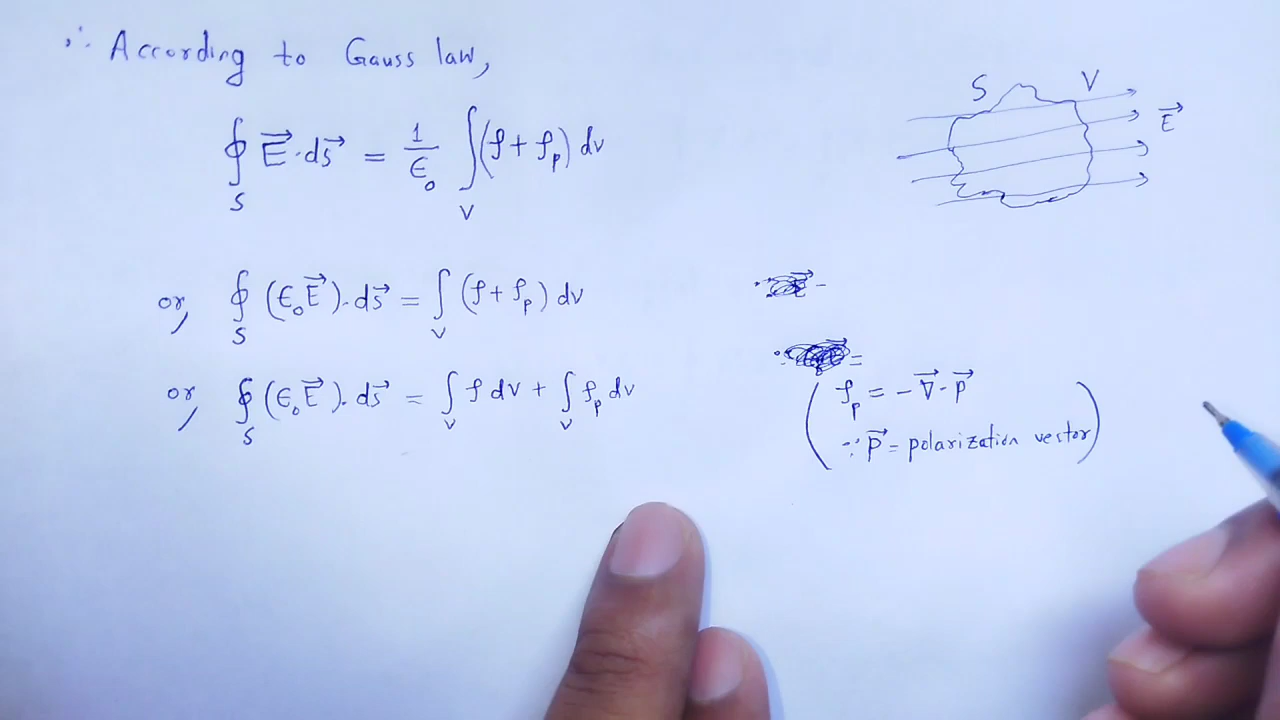 ∴ According to Gauss law,
∮_S E⃗·ds⃗ = 1/ϵ₀ ∫_V (ρ + ρ_p) dv
S V
E⃗
or, ∮_S (ϵ₀E⃗)·ds⃗ = ∫_V (ρ + ρ_p) dv
or, ∮_S (ϵ₀E⃗)·ds⃗ = ∫_V ρ dv + ∫_V ρ_p dv
( ρ_p = -∇⃗·p⃗
∵ p⃗ = polarization vector )